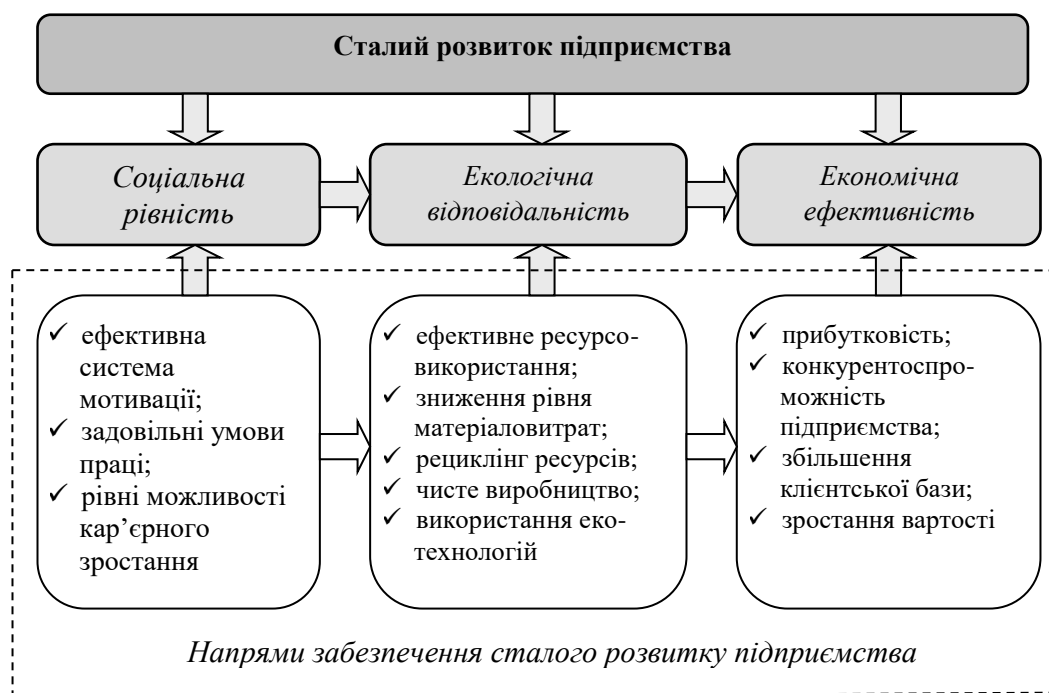 Сталий розвиток підприємства
Соціальна
рівність
Екологічна
відповідальність
Економічна
ефективність
✓ ефективна
система
мотивації;
✓ задовільні умови
праці;
✓ рівні можливості
кар’єрного
зростання
✓ ефективне ресурсо-
використання;
✓ зниження рівня
матеріаловитрат;
✓ рециклінг ресурсів;
✓ чисте виробництво;
✓ використання еко-
технологій
✓ прибутковість;
✓ конкурентоспро-
можність
підприємства;
✓ збільшення
клієнтської бази;
✓ зростання вартості
Напрями забезпечення сталого розвитку підприємства